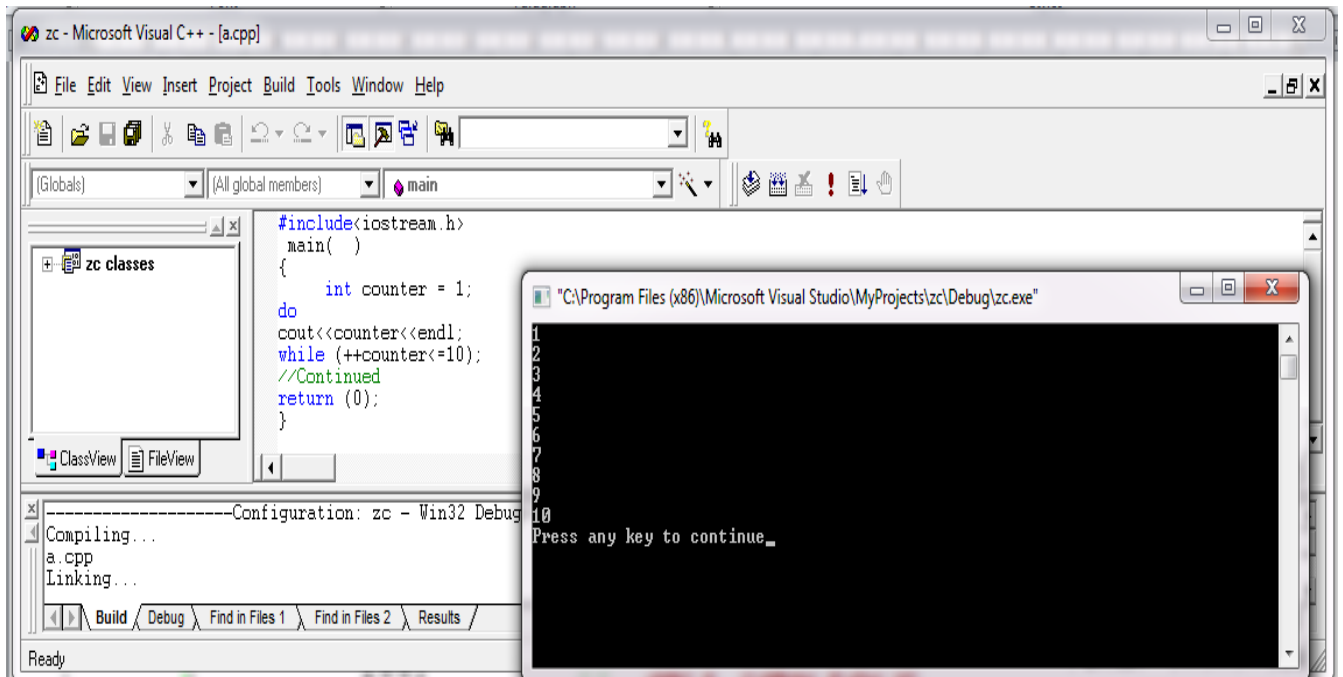 zc - Microsoft Visual C++ - [a.cpp]
File Edit View Insert Project Build Tools Window Help
(Globals) (All global members) main
zc classes
ClassView FileView
#include<iostream.h>
main( )
{
int counter = 1;
do
cout<<counter<<endl;
while (++counter<=10);
//Continued
return (0);
}
"C:\Program Files (x86)\Microsoft Visual Studio\MyProjects\zc\Debug\zc.exe"
1
2
3
4
5
6
7
8
9
10
Press any key to continue_
--------------------Configuration: zc - Win32 Debug
Compiling...
a.cpp
Linking...
Build Debug Find in Files 1 Find in Files 2 Results
Ready